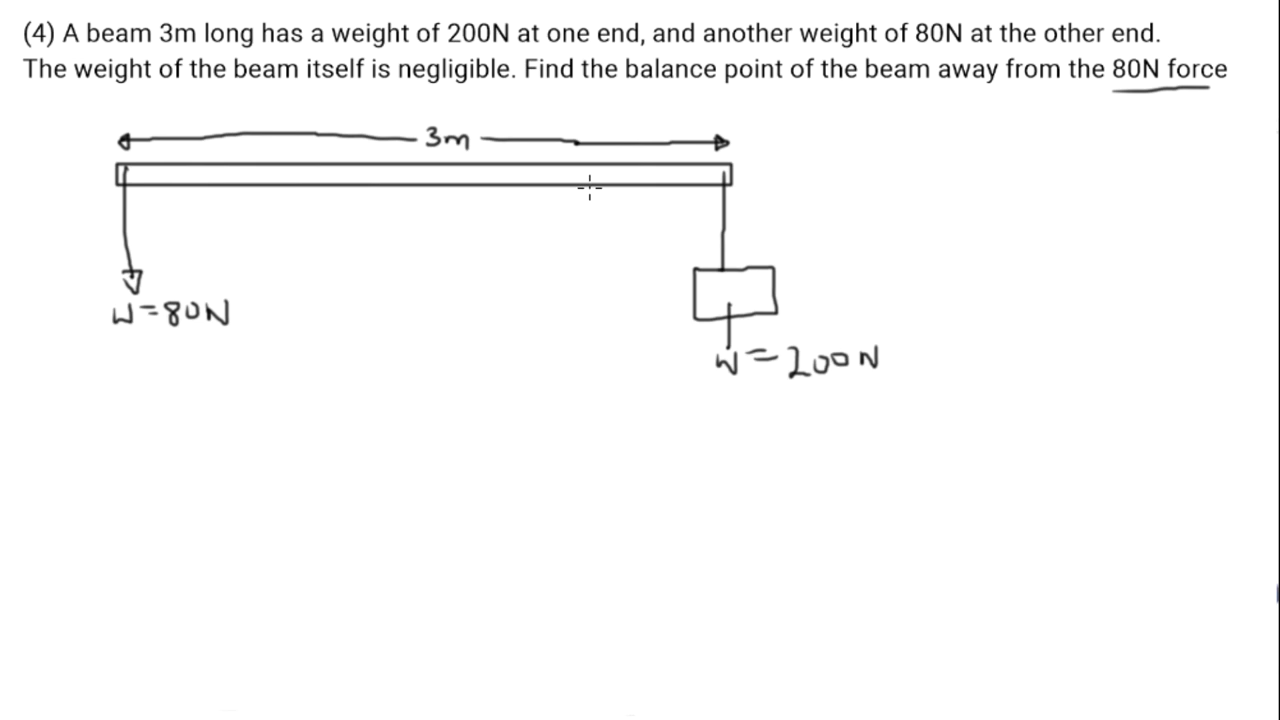 (4) A beam 3m long has a weight of 200N at one end, and another weight of 80N at the other end.
The weight of the beam itself is negligible. Find the balance point of the beam away from the 80N force
3m
W=80N
W=200N